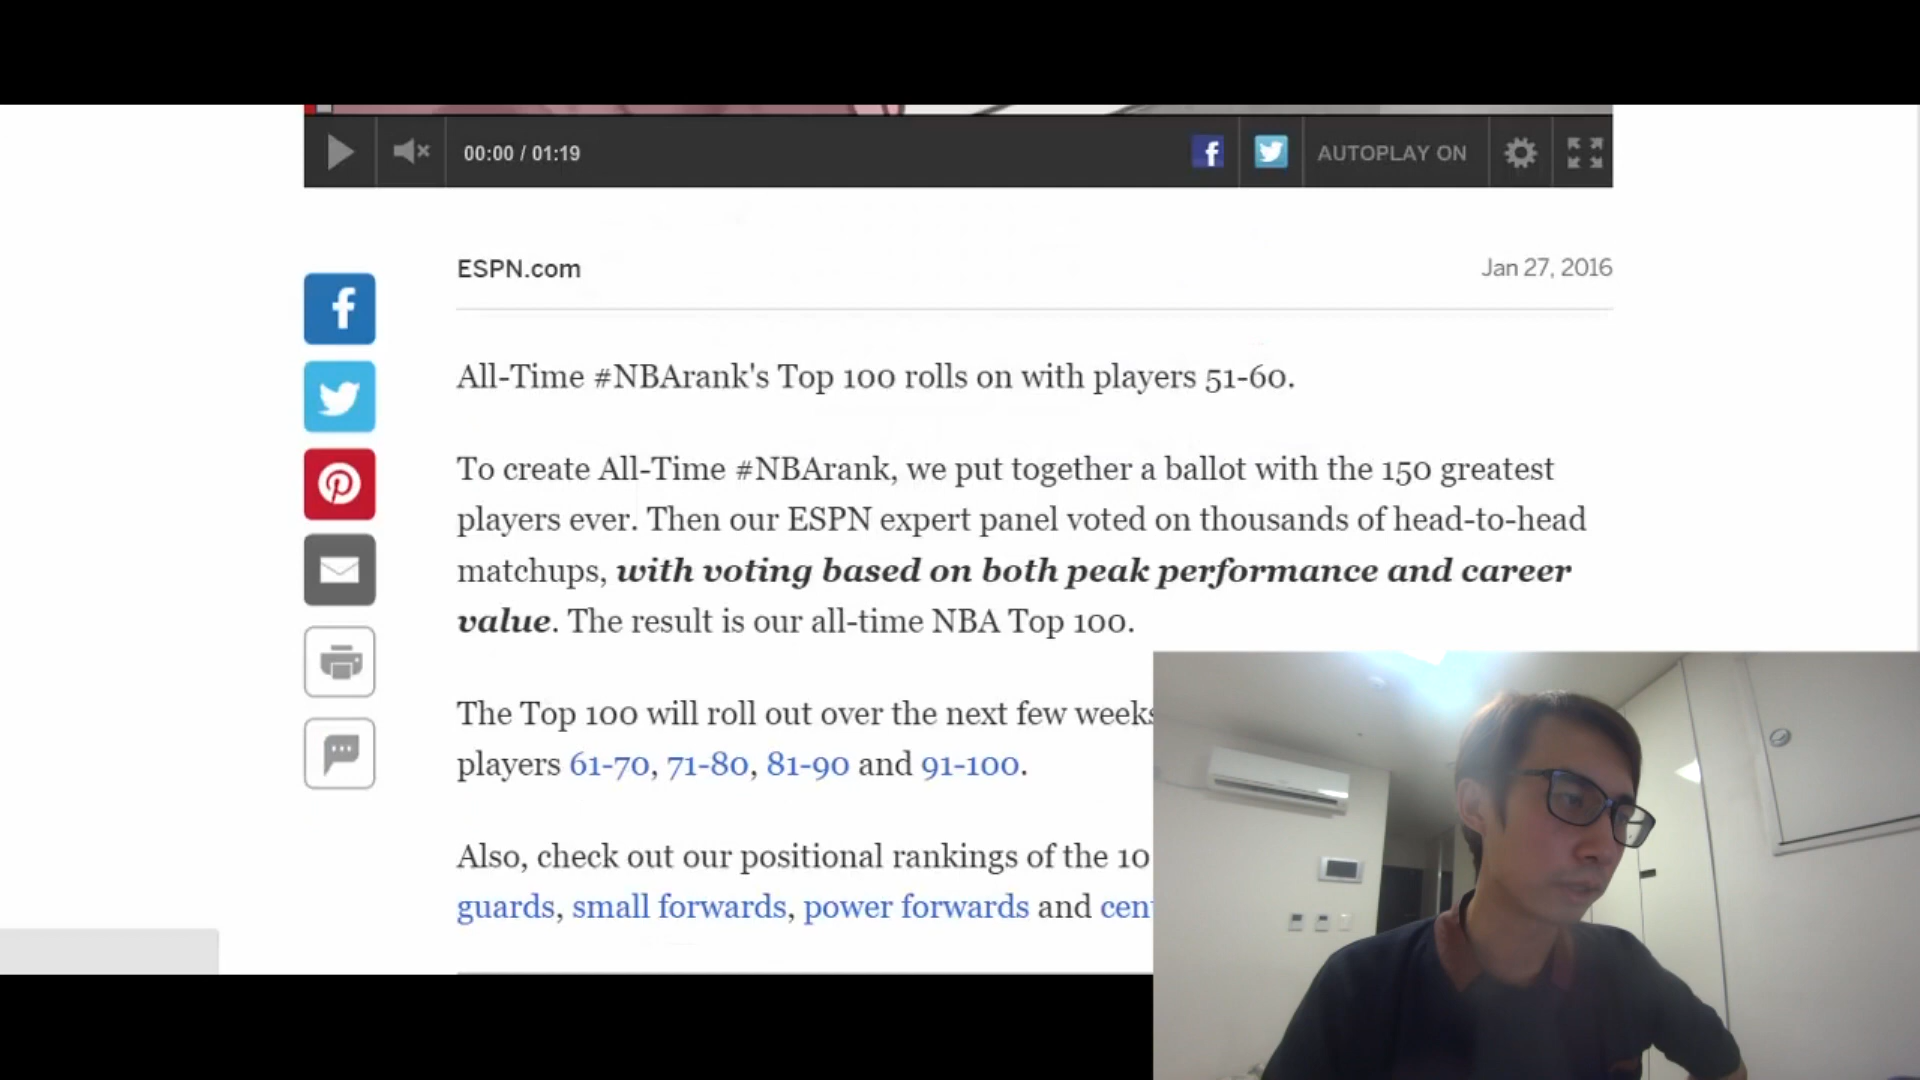 00:00 / 01:19
AUTOPLAY ON
ESPN.com
Jan 27, 2016
All-Time #NBArank's Top 100 rolls on with players 51-60.
To create All-Time #NBArank, we put together a ballot with the 150 greatest
players ever. Then our ESPN expert panel voted on thousands of head-to-head
matchups, with voting based on both peak performance and career
value. The result is our all-time NBA Top 100.
The Top 100 will roll out over the next few weeks
players 61-70, 71-80, 81-90 and 91-100.
Also, check out our positional rankings of the 10
guards, small forwards, power forwards and cen